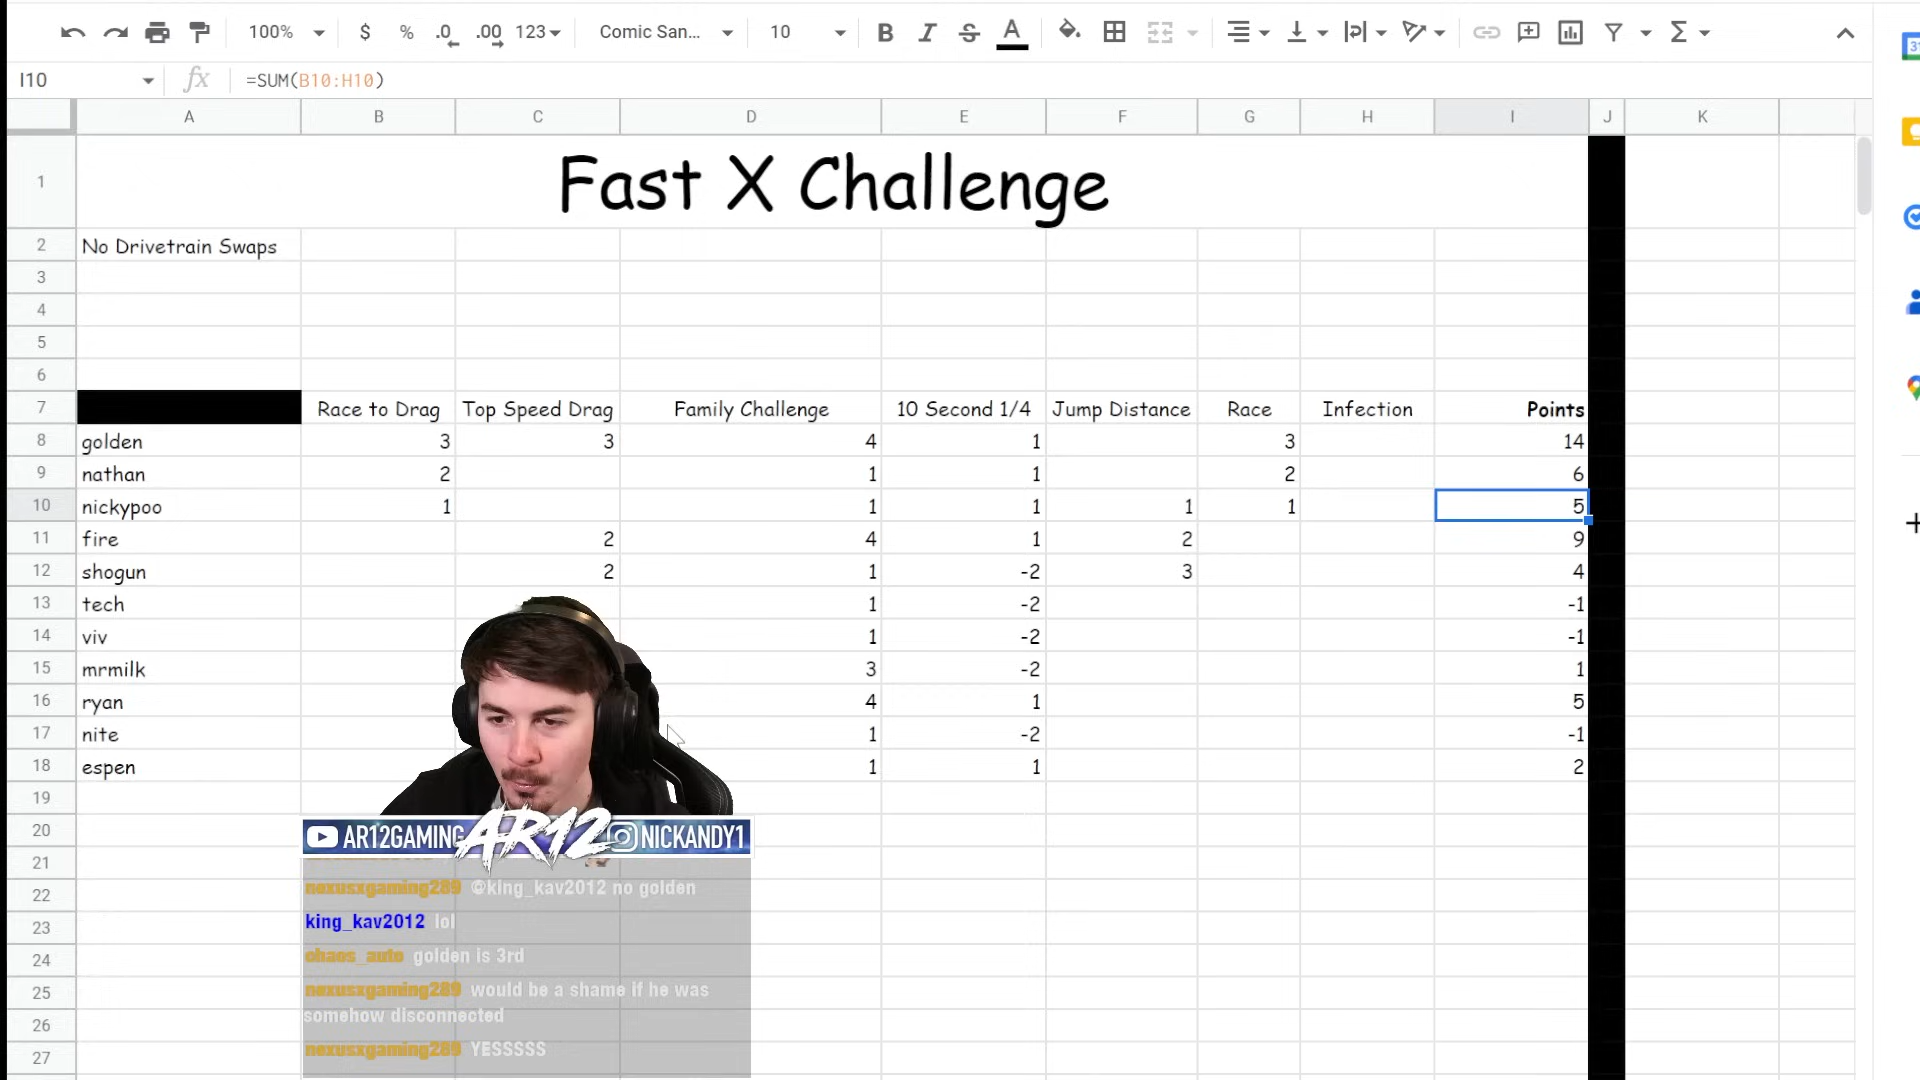 100% $ % .0 .00 123 Comic San... 10 B I S A
I10 fx =SUM(B10:H10)
A B C D E F G H I J K
1 Fast X Challenge
2 No Drivetrain Swaps
3
4
5
6
7 Race to Drag Top Speed Drag Family Challenge 10 Second 1/4 Jump Distance Race Infection Points
8 golden 3 3 4 1 3 14
9 nathan 2 1 1 2 6
10 nickypoo 1 1 1 1 1 5
11 fire 2 4 1 2 9
12 shogun 2 1 -2 3 4
13 tech 1 -2 -1
14 viv 1 -2 -1
15 mrmilk 3 -2 1
16 ryan 4 1 5
17 nite 1 -2 -1
18 espen 1 1 2
19
20
21
22
23
24
25
26
27
AR12GAMING AR12 NICKANDY1
nexusxgaming289 @king_kav2012 no golden
king_kav2012 lol
chaos_auto golden is 3rd
nexusxgaming289 would be a shame if he was
somehow disconnected
nexusxgaming289 YESSSSS